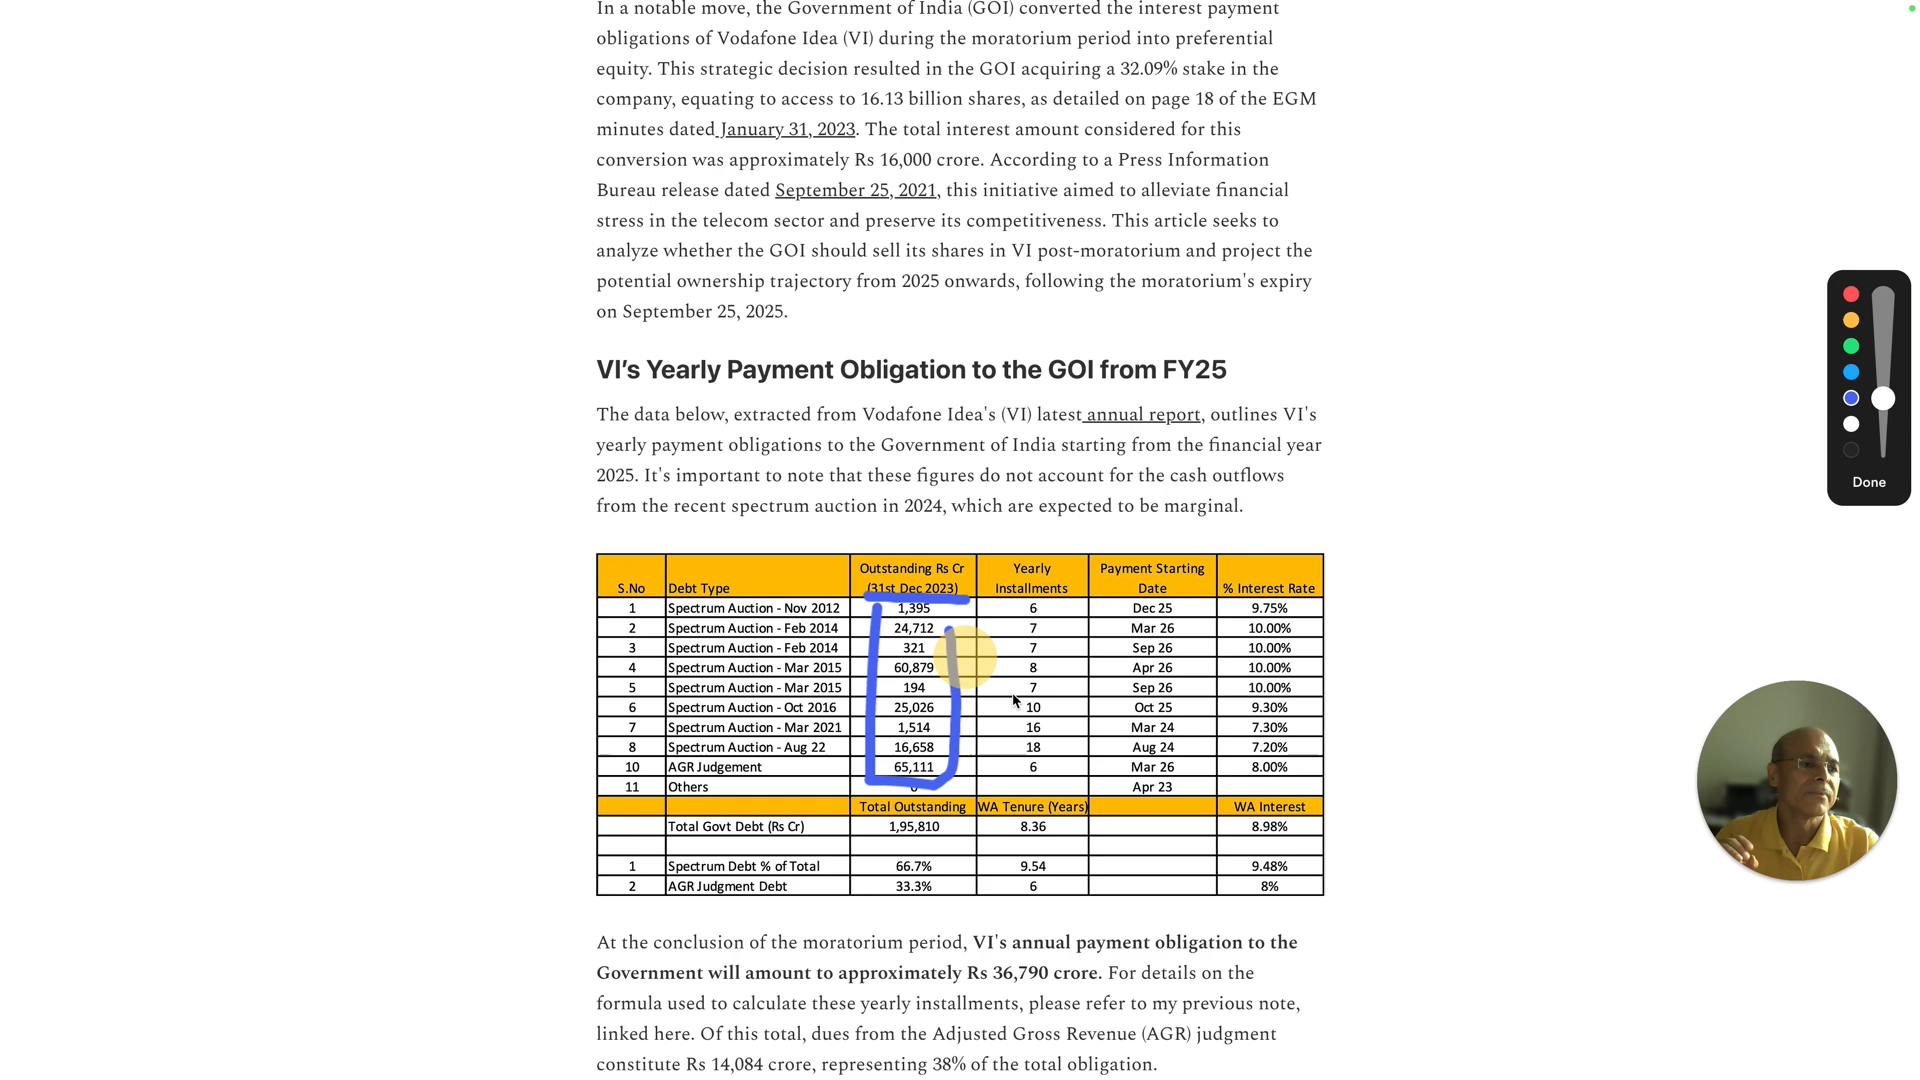 In a notable move, the Government of India (GOI) converted the interest payment
obligations of Vodafone Idea (VI) during the moratorium period into preferential
equity. This strategic decision resulted in the GOI acquiring a 32.09% stake in the
company, equating to access to 16.13 billion shares, as detailed on page 18 of the EGM
minutes dated January 31, 2023. The total interest amount considered for this
conversion was approximately Rs 16,000 crore. According to a Press Information
Bureau release dated September 25, 2021, this initiative aimed to alleviate financial
stress in the telecom sector and preserve its competitiveness. This article seeks to
analyze whether the GOI should sell its shares in VI post-moratorium and project the
potential ownership trajectory from 2025 onwards, following the moratorium's expiry
on September 25, 2025.
VI's Yearly Payment Obligation to the GOI from FY25
The data below, extracted from Vodafone Idea's (VI) latest annual report, outlines VI's
yearly payment obligations to the Government of India starting from the financial year
2025. It's important to note that these figures do not account for the cash outflows
from the recent spectrum auction in 2024, which are expected to be marginal.
S.No Debt Type Outstanding Rs Cr (31st Dec 2023) Yearly Installments Payment Starting Date % Interest Rate
1 Spectrum Auction - Nov 2012 1,395 6 Dec 25 9.75%
2 Spectrum Auction - Feb 2014 24,712 7 Mar 26 10.00%
3 Spectrum Auction - Feb 2014 321 7 Sep 26 10.00%
4 Spectrum Auction - Mar 2015 60,879 8 Apr 26 10.00%
5 Spectrum Auction - Mar 2015 194 7 Sep 26 10.00%
6 Spectrum Auction - Oct 2016 25,026 10 Oct 25 9.30%
7 Spectrum Auction - Mar 2021 1,514 16 Mar 24 7.30%
8 Spectrum Auction - Aug 22 16,658 18 Aug 24 7.20%
10 AGR Judgement 65,111 6 Mar 26 8.00%
11 Others 0 Apr 23
Total Outstanding WA Tenure (Years) WA Interest
Total Govt Debt (Rs Cr) 1,95,810 8.36 8.98%
1 Spectrum Debt % of Total 66.7% 9.54 9.48%
2 AGR Judgment Debt 33.3% 6 8%
At the conclusion of the moratorium period, VI's annual payment obligation to the
Government will amount to approximately Rs 36,790 crore. For details on the
formula used to calculate these yearly installments, please refer to my previous note,
linked here. Of this total, dues from the Adjusted Gross Revenue (AGR) judgment
constitute Rs 14,084 crore, representing 38% of the total obligation.
Done